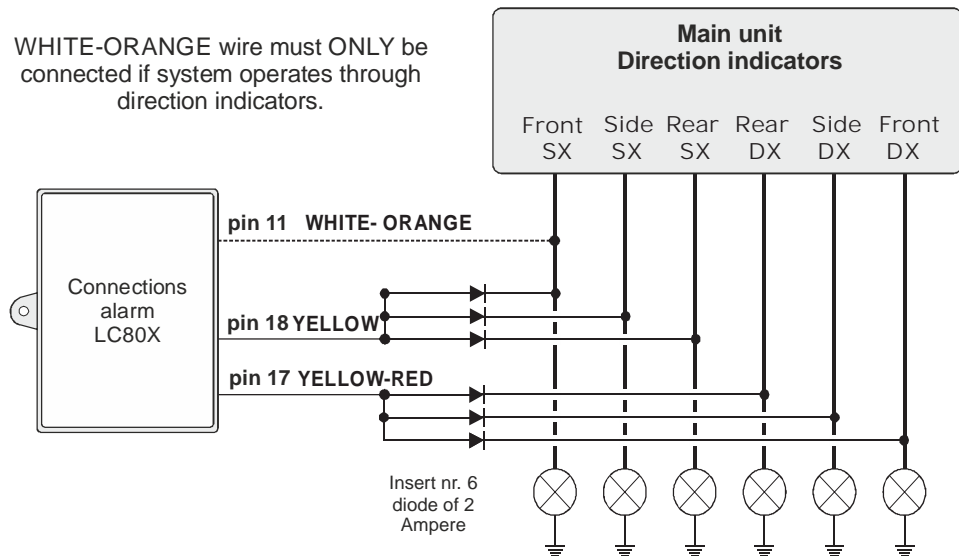 WHITE-ORANGE wire must ONLY be
connected if system operates through
direction indicators.
Main unit
Direction indicators
Front Side Rear Rear Side Front
SX SX SX DX DX DX
pin 11 WHITE- ORANGE
Connections
alarm
LC80X
pin 18 YELLOW
pin 17 YELLOW-RED
Insert nr. 6
diode of 2
Ampere